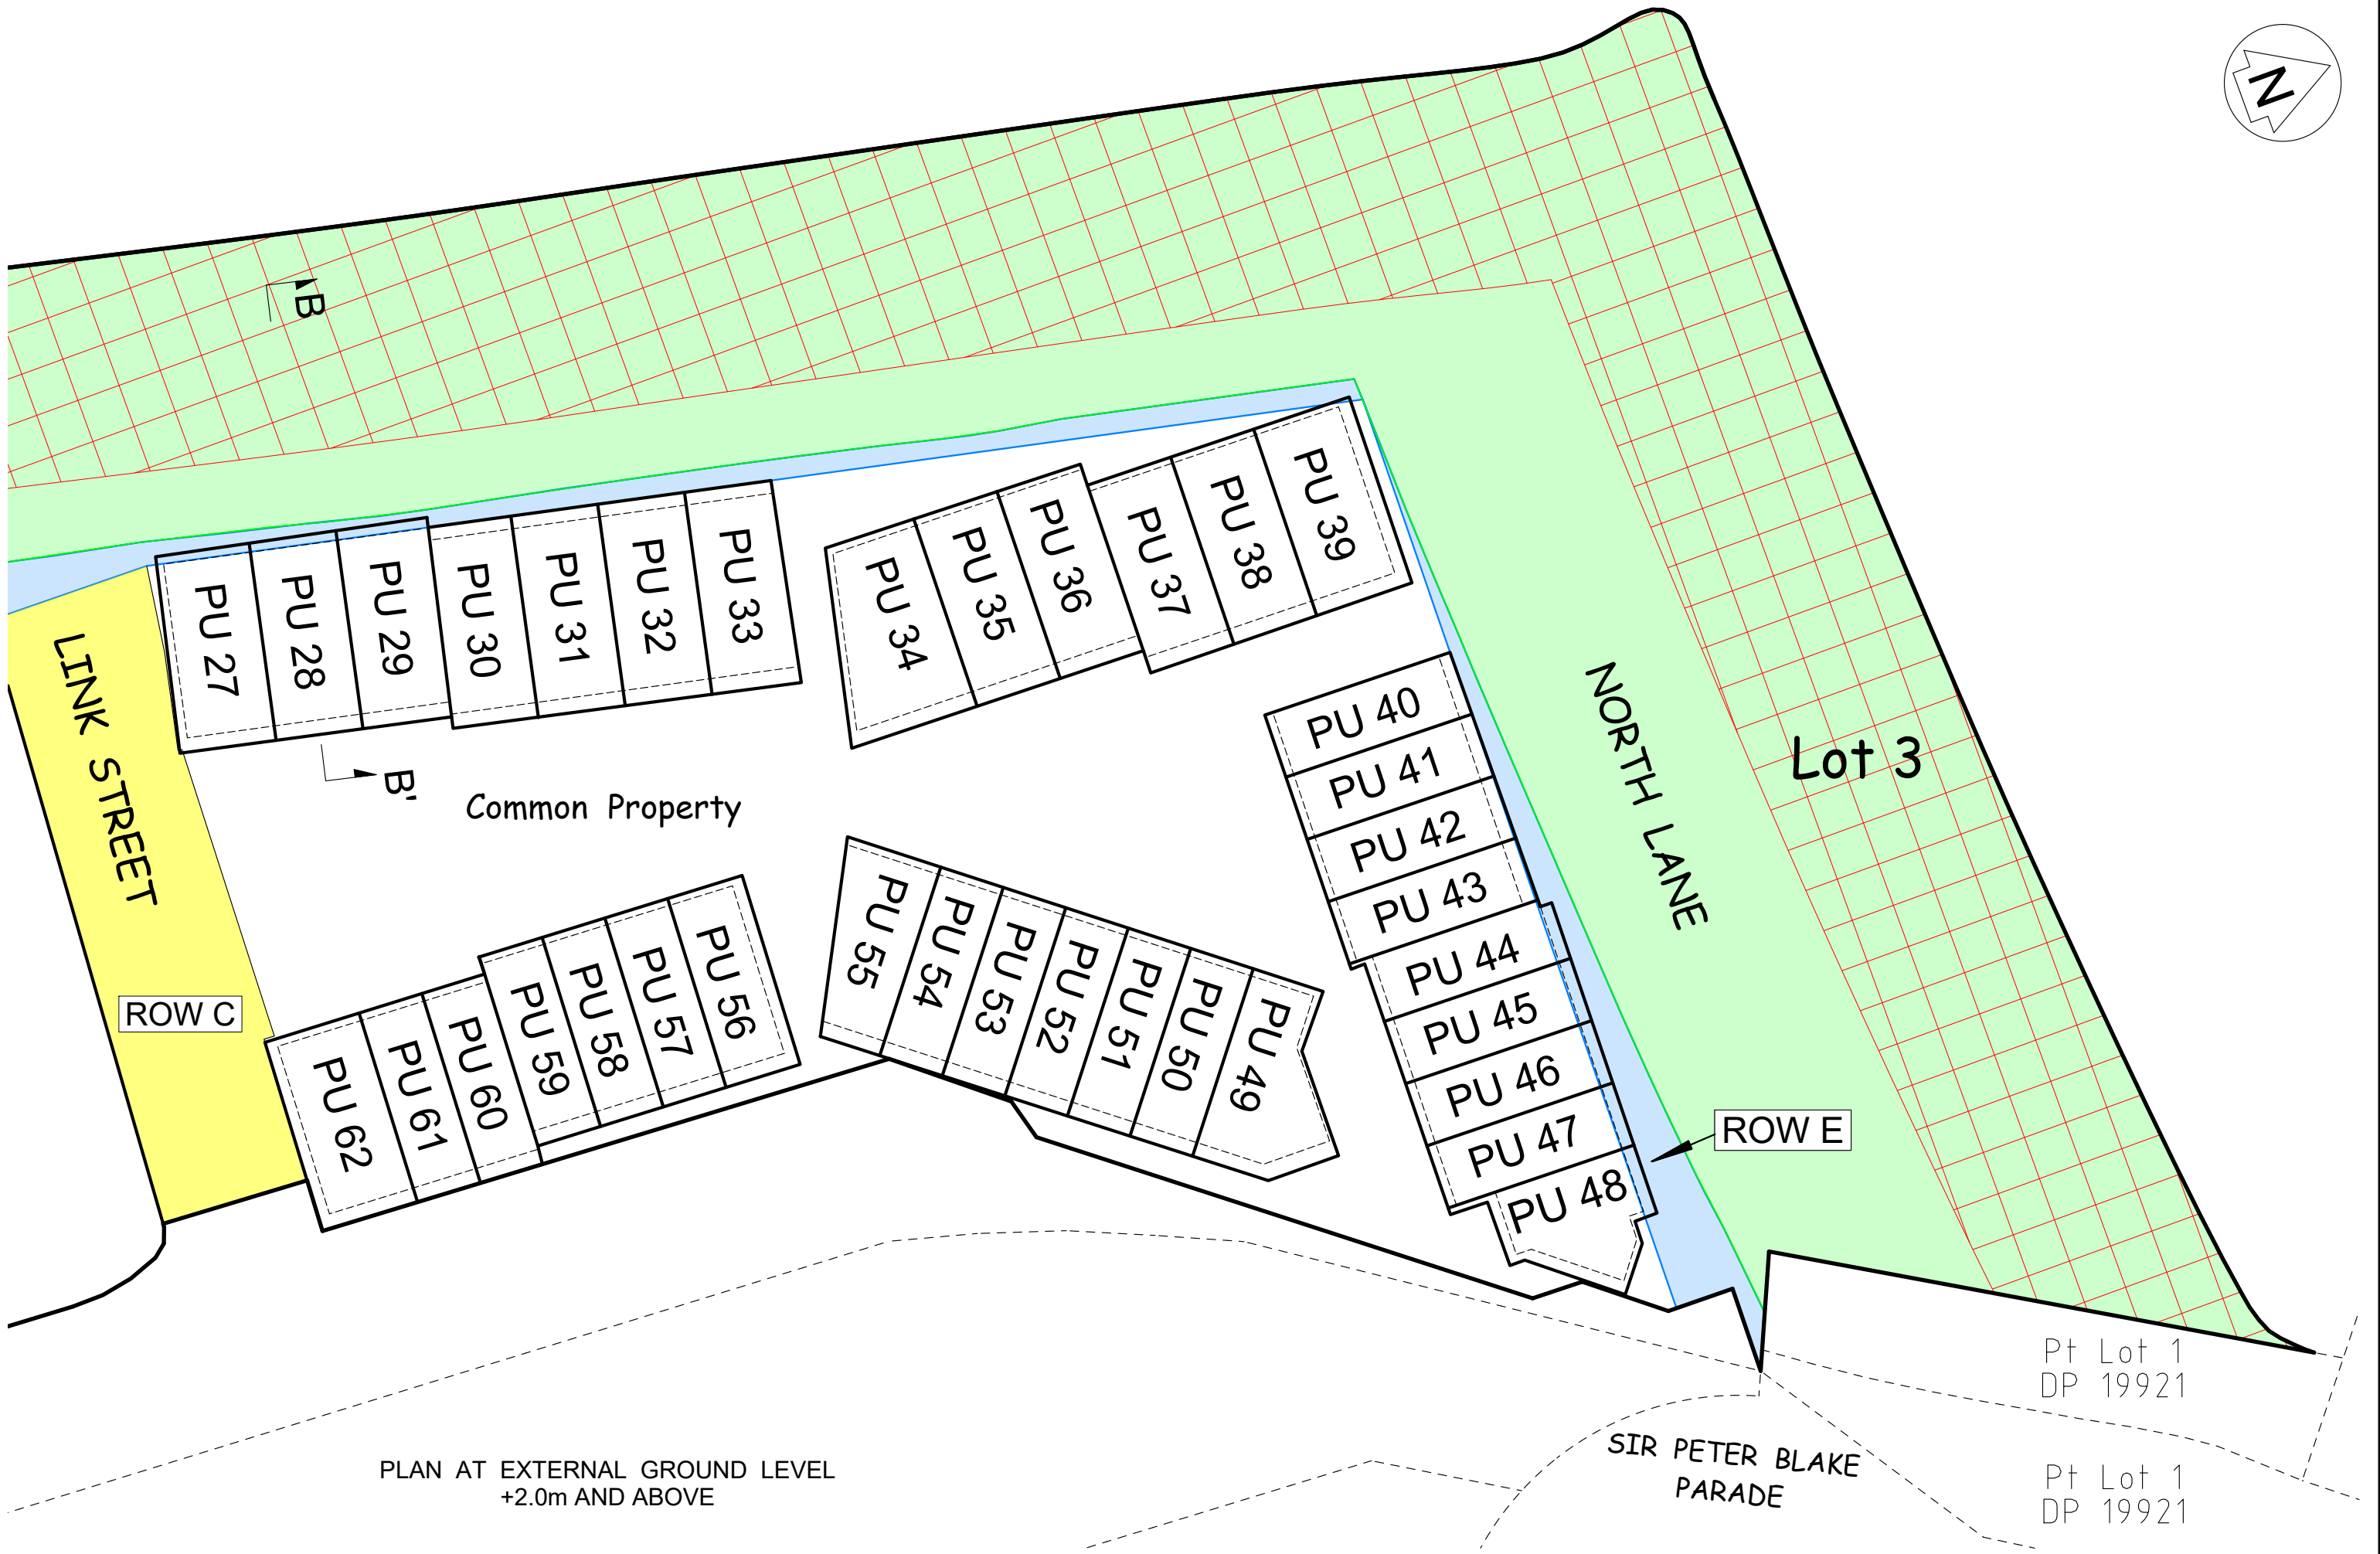 N
B
PU 27
PU 28
PU 29
PU 30
PU 31
PU 32
PU 33
PU 34
PU 35
PU 36
PU 37
PU 38
PU 39
LINK STREET
B'
Common Property
PU 40
PU 41
PU 42
PU 43
PU 44
PU 45
PU 46
PU 47
PU 48
NORTH LANE
Lot 3
PU 55
PU 54
PU 53
PU 52
PU 51
PU 50
PU 49
PU 62
PU 61
PU 60
PU 59
PU 58
PU 57
PU 56
ROW C
ROW E
Pt Lot 1
DP 19921
SIR PETER BLAKE
PARADE
Pt Lot 1
DP 19921
PLAN AT EXTERNAL GROUND LEVEL
+2.0m AND ABOVE